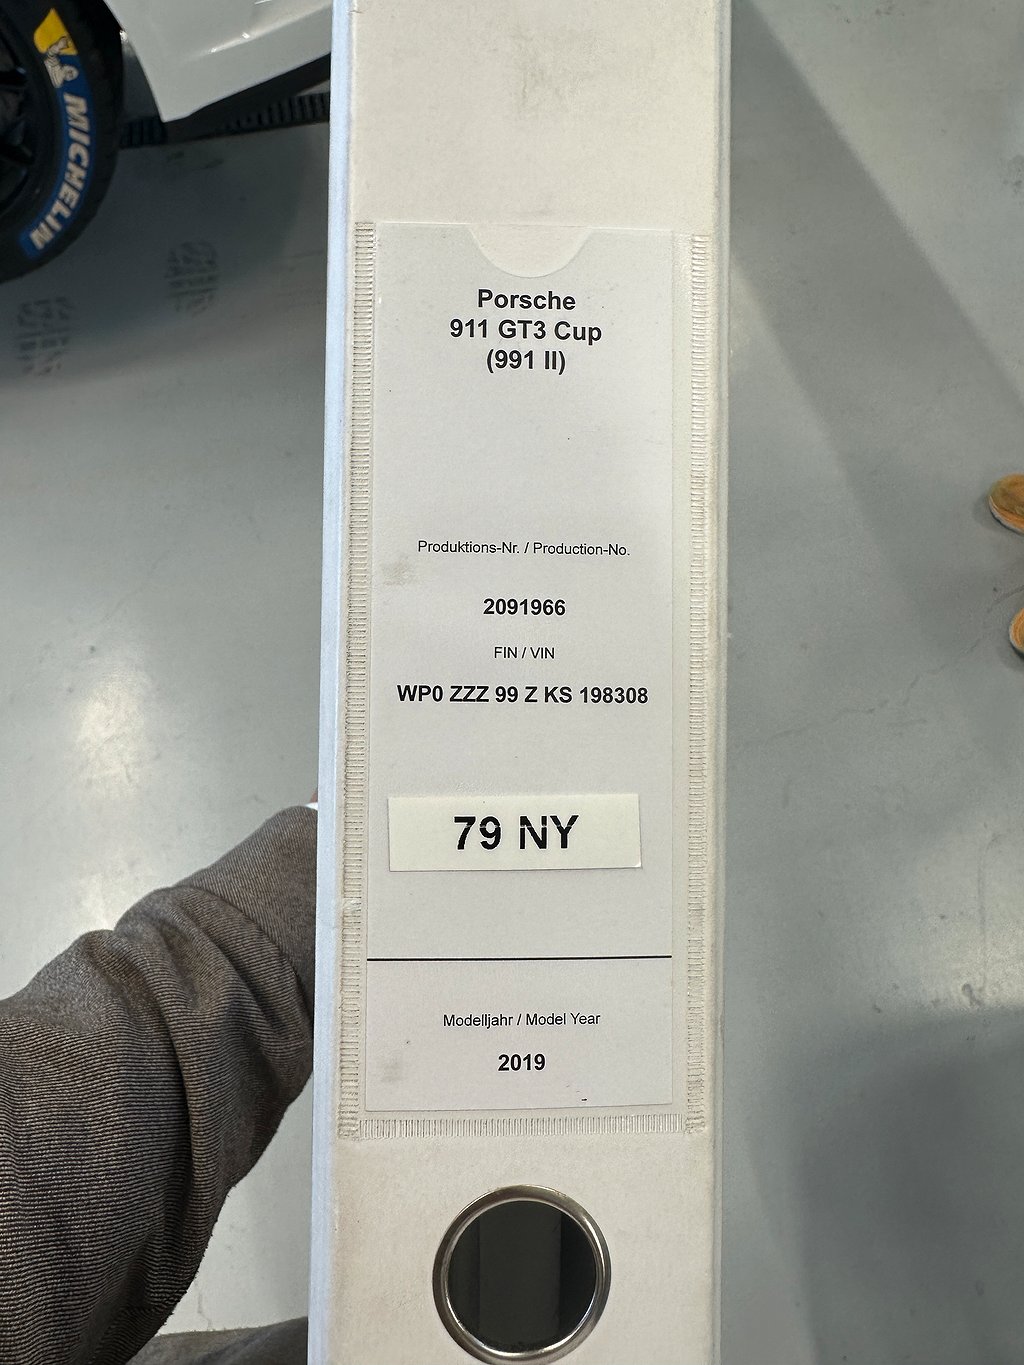 MICHELIN
Porsche
911 GT3 Cup
(991 II)
Produktions-Nr. / Production-No.
2091966
FIN / VIN
WP0 ZZZ 99 Z KS 198308
79 NY
Modelljahr / Model Year
2019